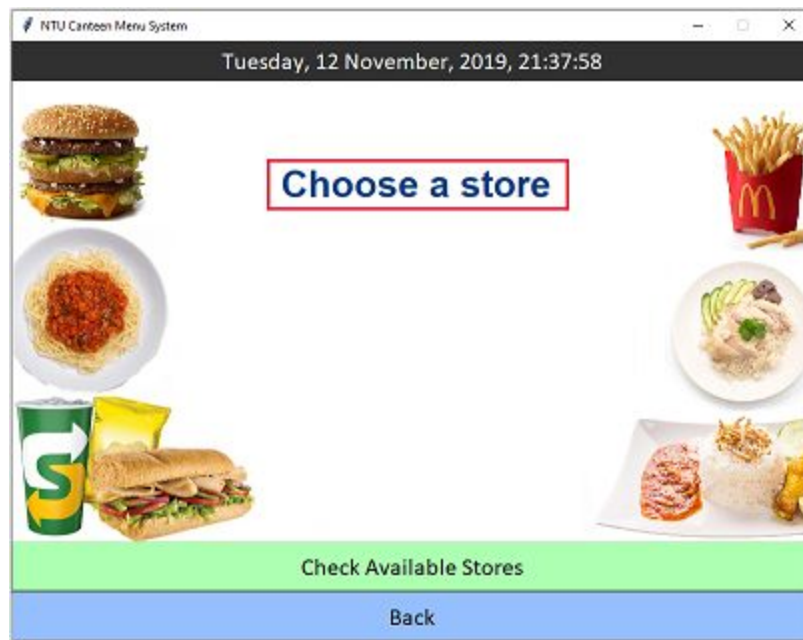 NTU Canteen Menu System
Tuesday, 12 November, 2019, 21:37:58
Choose a store
Check Available Stores
Back